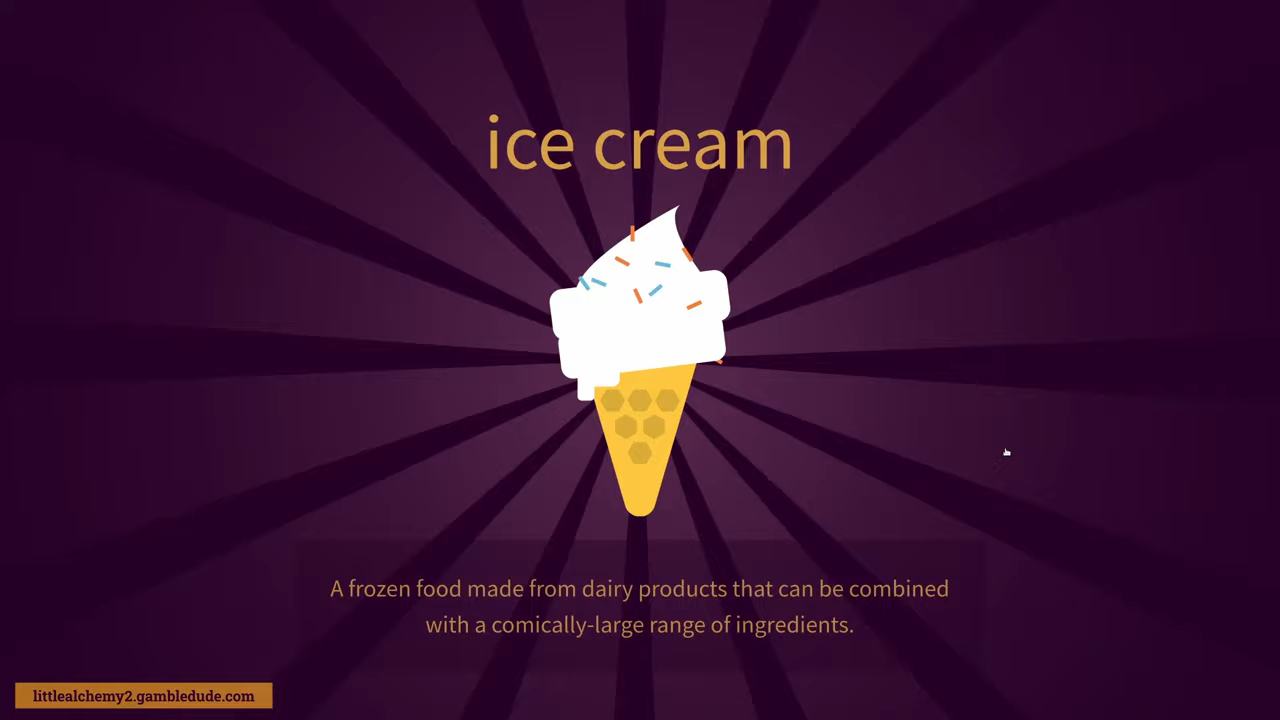 ice cream
A frozen food made from dairy products that can be combined
with a comically-large range of ingredients.
littlealchemy2.gambledude.com